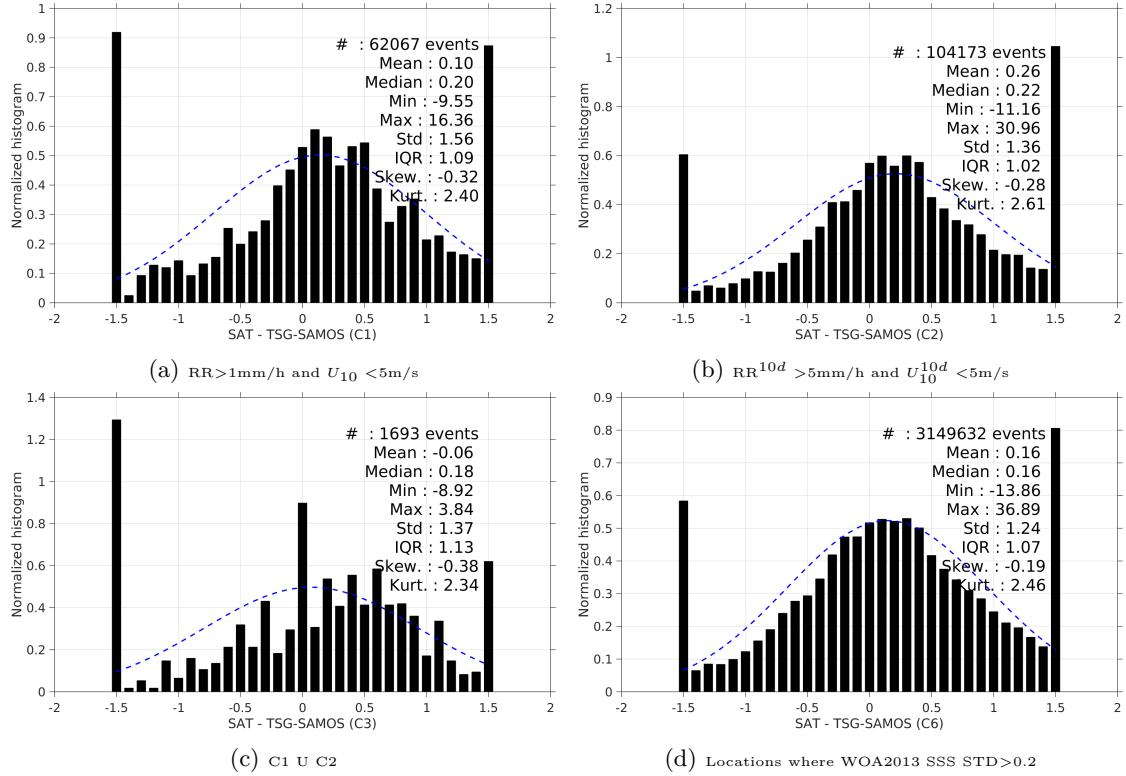 1
0.9
0.8
0.7
0.6
0.5
0.4
0.3
0.2
0.1
0
Normalized histogram
# : 62067 events
Mean : 0.10
Median : 0.20
Min : -9.55
Max : 16.36
Std : 1.56
IQR : 1.09
Skew. : -0.32
Kurt. : 2.40
-2 -1.5 -1 -0.5 0 0.5 1 1.5 2
SAT - TSG-SAMOS (C1)
(a) RR>1mm/h and U10 <5m/s
1.2
1
0.8
0.6
0.4
0.2
0
Normalized histogram
# : 104173 events
Mean : 0.26
Median : 0.22
Min : -11.16
Max : 30.96
Std : 1.36
IQR : 1.02
Skew. : -0.28
Kurt. : 2.61
-2 -1.5 -1 -0.5 0 0.5 1 1.5 2
SAT - TSG-SAMOS (C2)
(b) RR^10d >5mm/h and U10^10d <5m/s
1.4
1.2
1
0.8
0.6
0.4
0.2
0
Normalized histogram
# : 1693 events
Mean : -0.06
Median : 0.18
Min : -8.92
Max : 3.84
Std : 1.37
IQR : 1.13
Skew. : -0.38
Kurt. : 2.34
-2 -1.5 -1 -0.5 0 0.5 1 1.5 2
SAT - TSG-SAMOS (C3)
(c) C1 U C2
0.9
0.8
0.7
0.6
0.5
0.4
0.3
0.2
0.1
0
Normalized histogram
# : 3149632 events
Mean : 0.16
Median : 0.16
Min : -13.86
Max : 36.89
Std : 1.24
IQR : 1.07
Skew. : -0.19
Kurt. : 2.46
-2 -1.5 -1 -0.5 0 0.5 1 1.5 2
SAT - TSG-SAMOS (C6)
(d) Locations where WOA2013 SSS STD>0.2